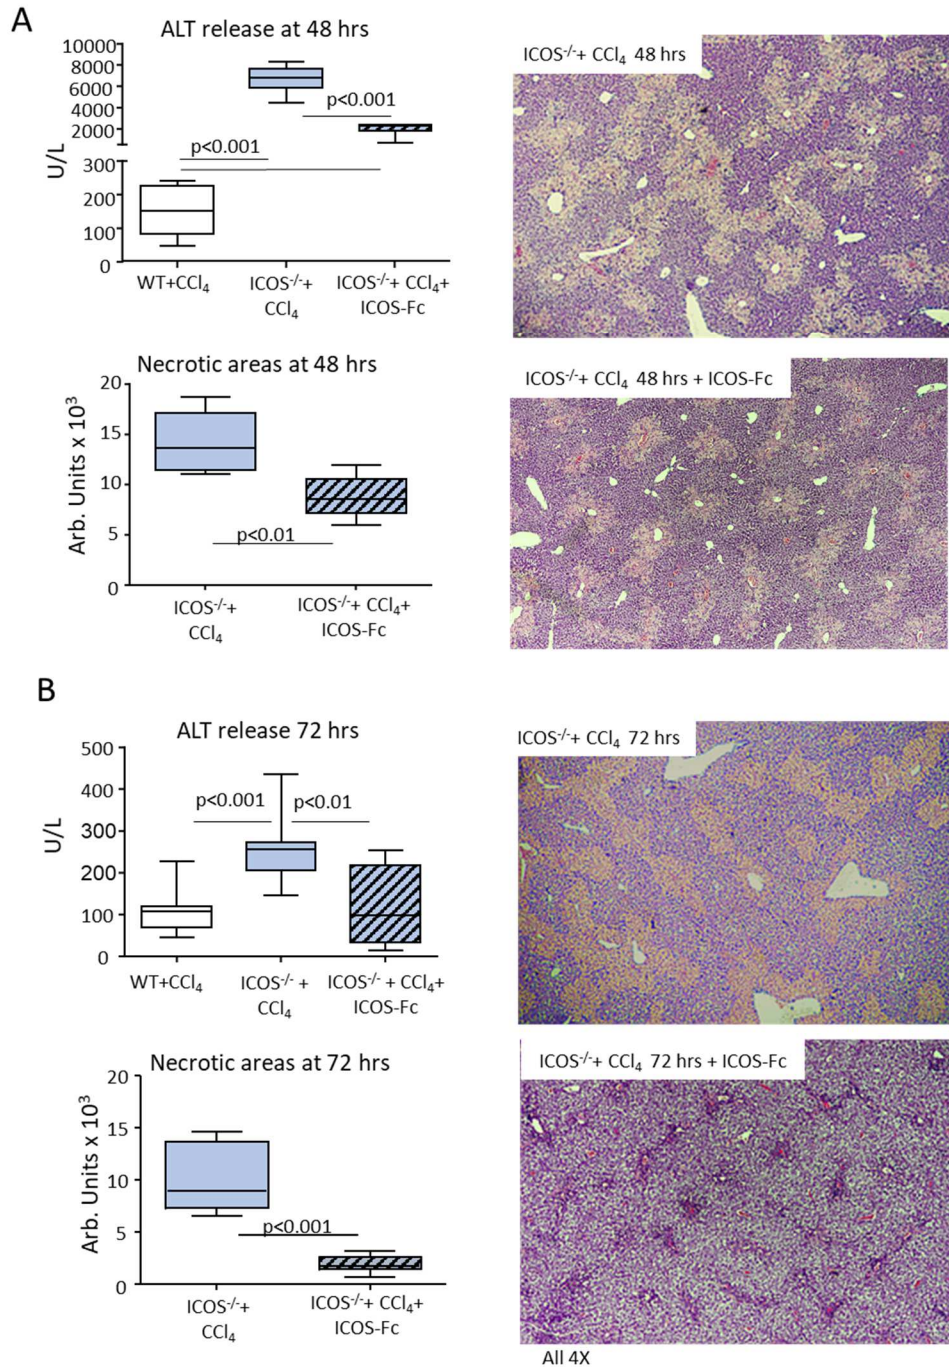 A
ALT release at 48 hrs
U/L
10000
8000
6000
4000
2000
300
200
100
0
p<0.001
p<0.001
WT+CCl₄
ICOS⁻/⁻+
CCl₄
ICOS⁻/⁻+ CCl₄+
ICOS-Fc
ICOS⁻/⁻+ CCl₄ 48 hrs
Necrotic areas at 48 hrs
Arb. Units x 10³
20
15
10
5
0
p<0.01
ICOS⁻/⁻+
CCl₄
ICOS⁻/⁻+ CCl₄+
ICOS-Fc
ICOS⁻/⁻+ CCl₄ 48 hrs + ICOS-Fc
B
ALT release 72 hrs
U/L
500
400
300
200
100
0
p<0.001
p<0.01
WT+CCl₄
ICOS⁻/⁻ +
CCl₄
ICOS⁻/⁻ + CCl₄+
ICOS-Fc
ICOS⁻/⁻+ CCl₄ 72 hrs
Necrotic areas at 72 hrs
Arb. Units x 10³
20
15
10
5
0
p<0.001
ICOS⁻/⁻+
CCl₄
ICOS⁻/⁻+ CCl₄+
ICOS-Fc
ICOS⁻/⁻+ CCl₄ 72 hrs + ICOS-Fc
All 4X